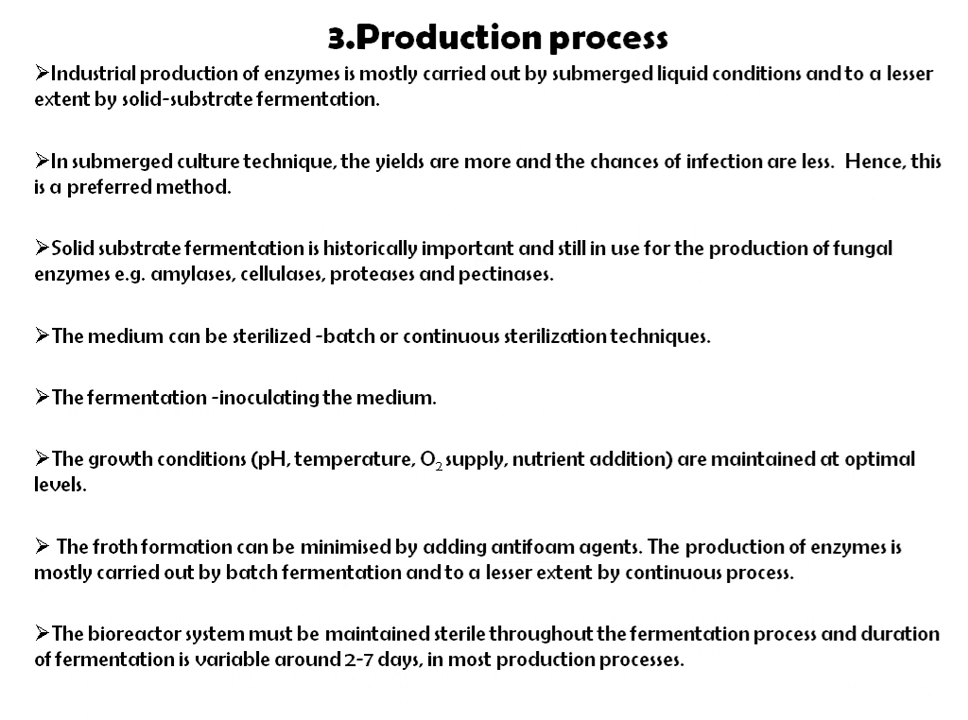 3.Production process
➢Industrial production of enzymes is mostly carried out by submerged liquid conditions and to a lesser
extent by solid-substrate fermentation.
➢In submerged culture technique, the yields are more and the chances of infection are less. Hence, this
is a preferred method.
➢Solid substrate fermentation is historically important and still in use for the production of fungal
enzymes e.g. amylases, cellulases, proteases and pectinases.
➢The medium can be sterilized -batch or continuous sterilization techniques.
➢The fermentation -inoculating the medium.
➢The growth conditions (pH, temperature, O₂ supply, nutrient addition) are maintained at optimal
levels.
➢ The froth formation can be minimised by adding antifoam agents. The production of enzymes is
mostly carried out by batch fermentation and to a lesser extent by continuous process.
➢The bioreactor system must be maintained sterile throughout the fermentation process and duration
of fermentation is variable around 2-7 days, in most production processes.